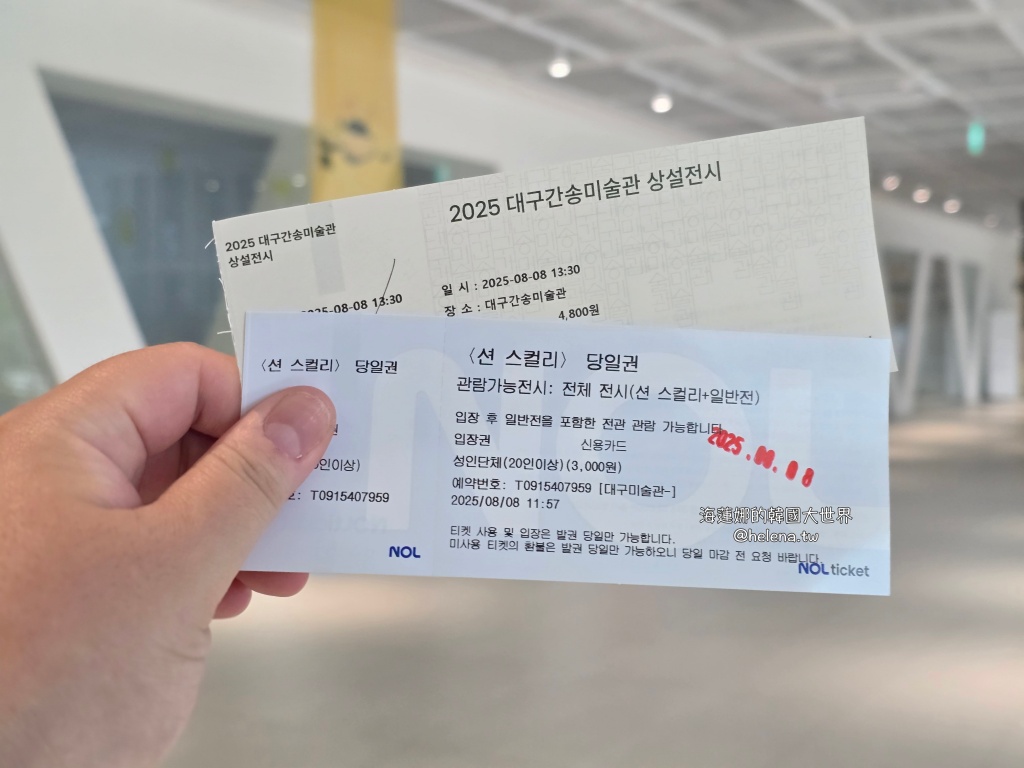 2025 대구간송미술관
상설전시
2025-08-08 13:30
2025 대구간송미술관 상설전시
일 시 : 2025-08-08 13:30
장 소 : 대구간송미술관
4,800원
〈션 스컬리〉 당일권
이상)
호: T0915407959
NOL
〈션 스컬리〉 당일권
관람가능전시: 전체 전시(션 스컬리+일반전)
입장 후 일반전을 포함한 전관 관람 가능합니다.
입장권 신용카드
성인단체(20인이상)(3,000원)
예약번호: T0915407959 [대구미술관-]
2025/08/08 11:57
티켓 사용 및 입장은 발권 당일만 가능합니다.
미사용 티켓의 환불은 발권 당일만 가능하오니 당일 마감 전 요청 바랍니다.
NOL ticket
2025.08.08
海蓮娜的韓國大世界
@helena.tw